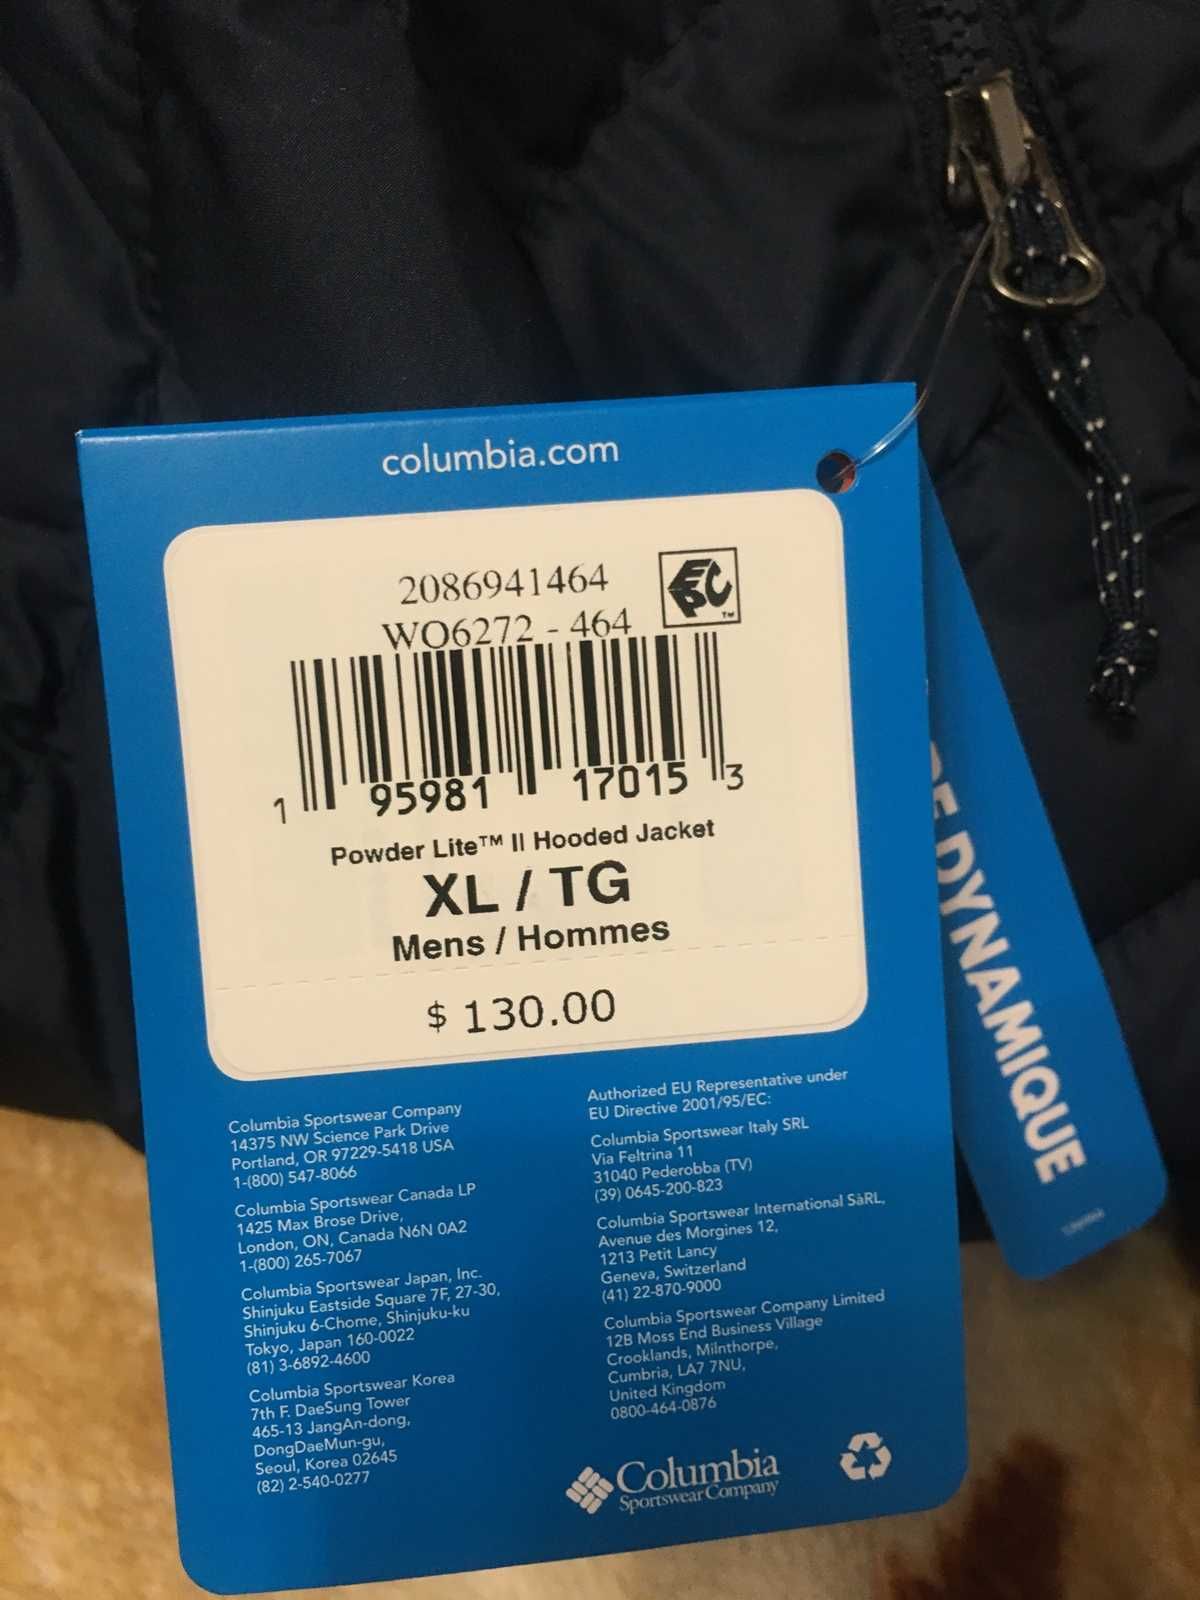 columbia.com
2086941464
WO6272 - 464
EPC
TM
1 95981 17015 3
Powder Lite™ II Hooded Jacket
XL / TG
Mens / Hommes
$ 130.00
Columbia Sportswear Company
14375 NW Science Park Drive
Portland, OR 97229-5418 USA
1-(800) 547-8066
Columbia Sportswear Canada LP
1425 Max Brose Drive,
London, ON, Canada N6N 0A2
1-(800) 265-7067
Columbia Sportswear Japan, Inc.
Shinjuku Eastside Square 7F, 27-30,
Shinjuku 6-Chome, Shinjuku-ku
Tokyo, Japan 160-0022
(81) 3-6892-4600
Columbia Sportswear Korea
7th F. DaeSung Tower
465-13 JangAn-dong,
DongDaeMun-gu,
Seoul, Korea 02645
(82) 2-540-0277
Authorized EU Representative under
EU Directive 2001/95/EC:
Columbia Sportswear Italy SRL
Via Feltrina 11
31040 Pederobba (TV)
(39) 0645-200-823
Columbia Sportswear International SàRL,
Avenue des Morgines 12,
1213 Petit Lancy
Geneva, Switzerland
(41) 22-870-9000
Columbia Sportswear Company Limited
12B Moss End Business Village
Crooklands, Milnthorpe,
Cumbria, LA7 7NU,
United Kingdom
0800-464-0876
Columbia
Sportswear Company
DYNAMIQUE